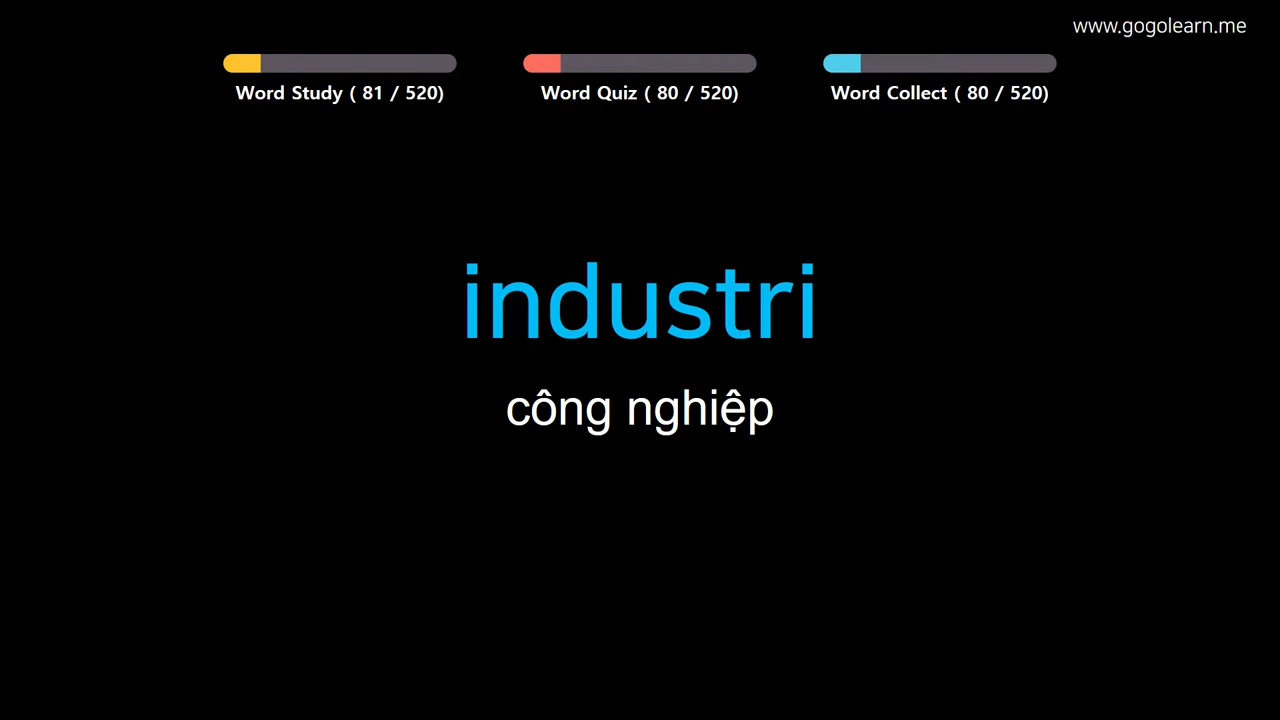 www.gogolearn.me
Word Study ( 81 / 520)
Word Quiz ( 80 / 520)
Word Collect ( 80 / 520)
industri
công nghiệp